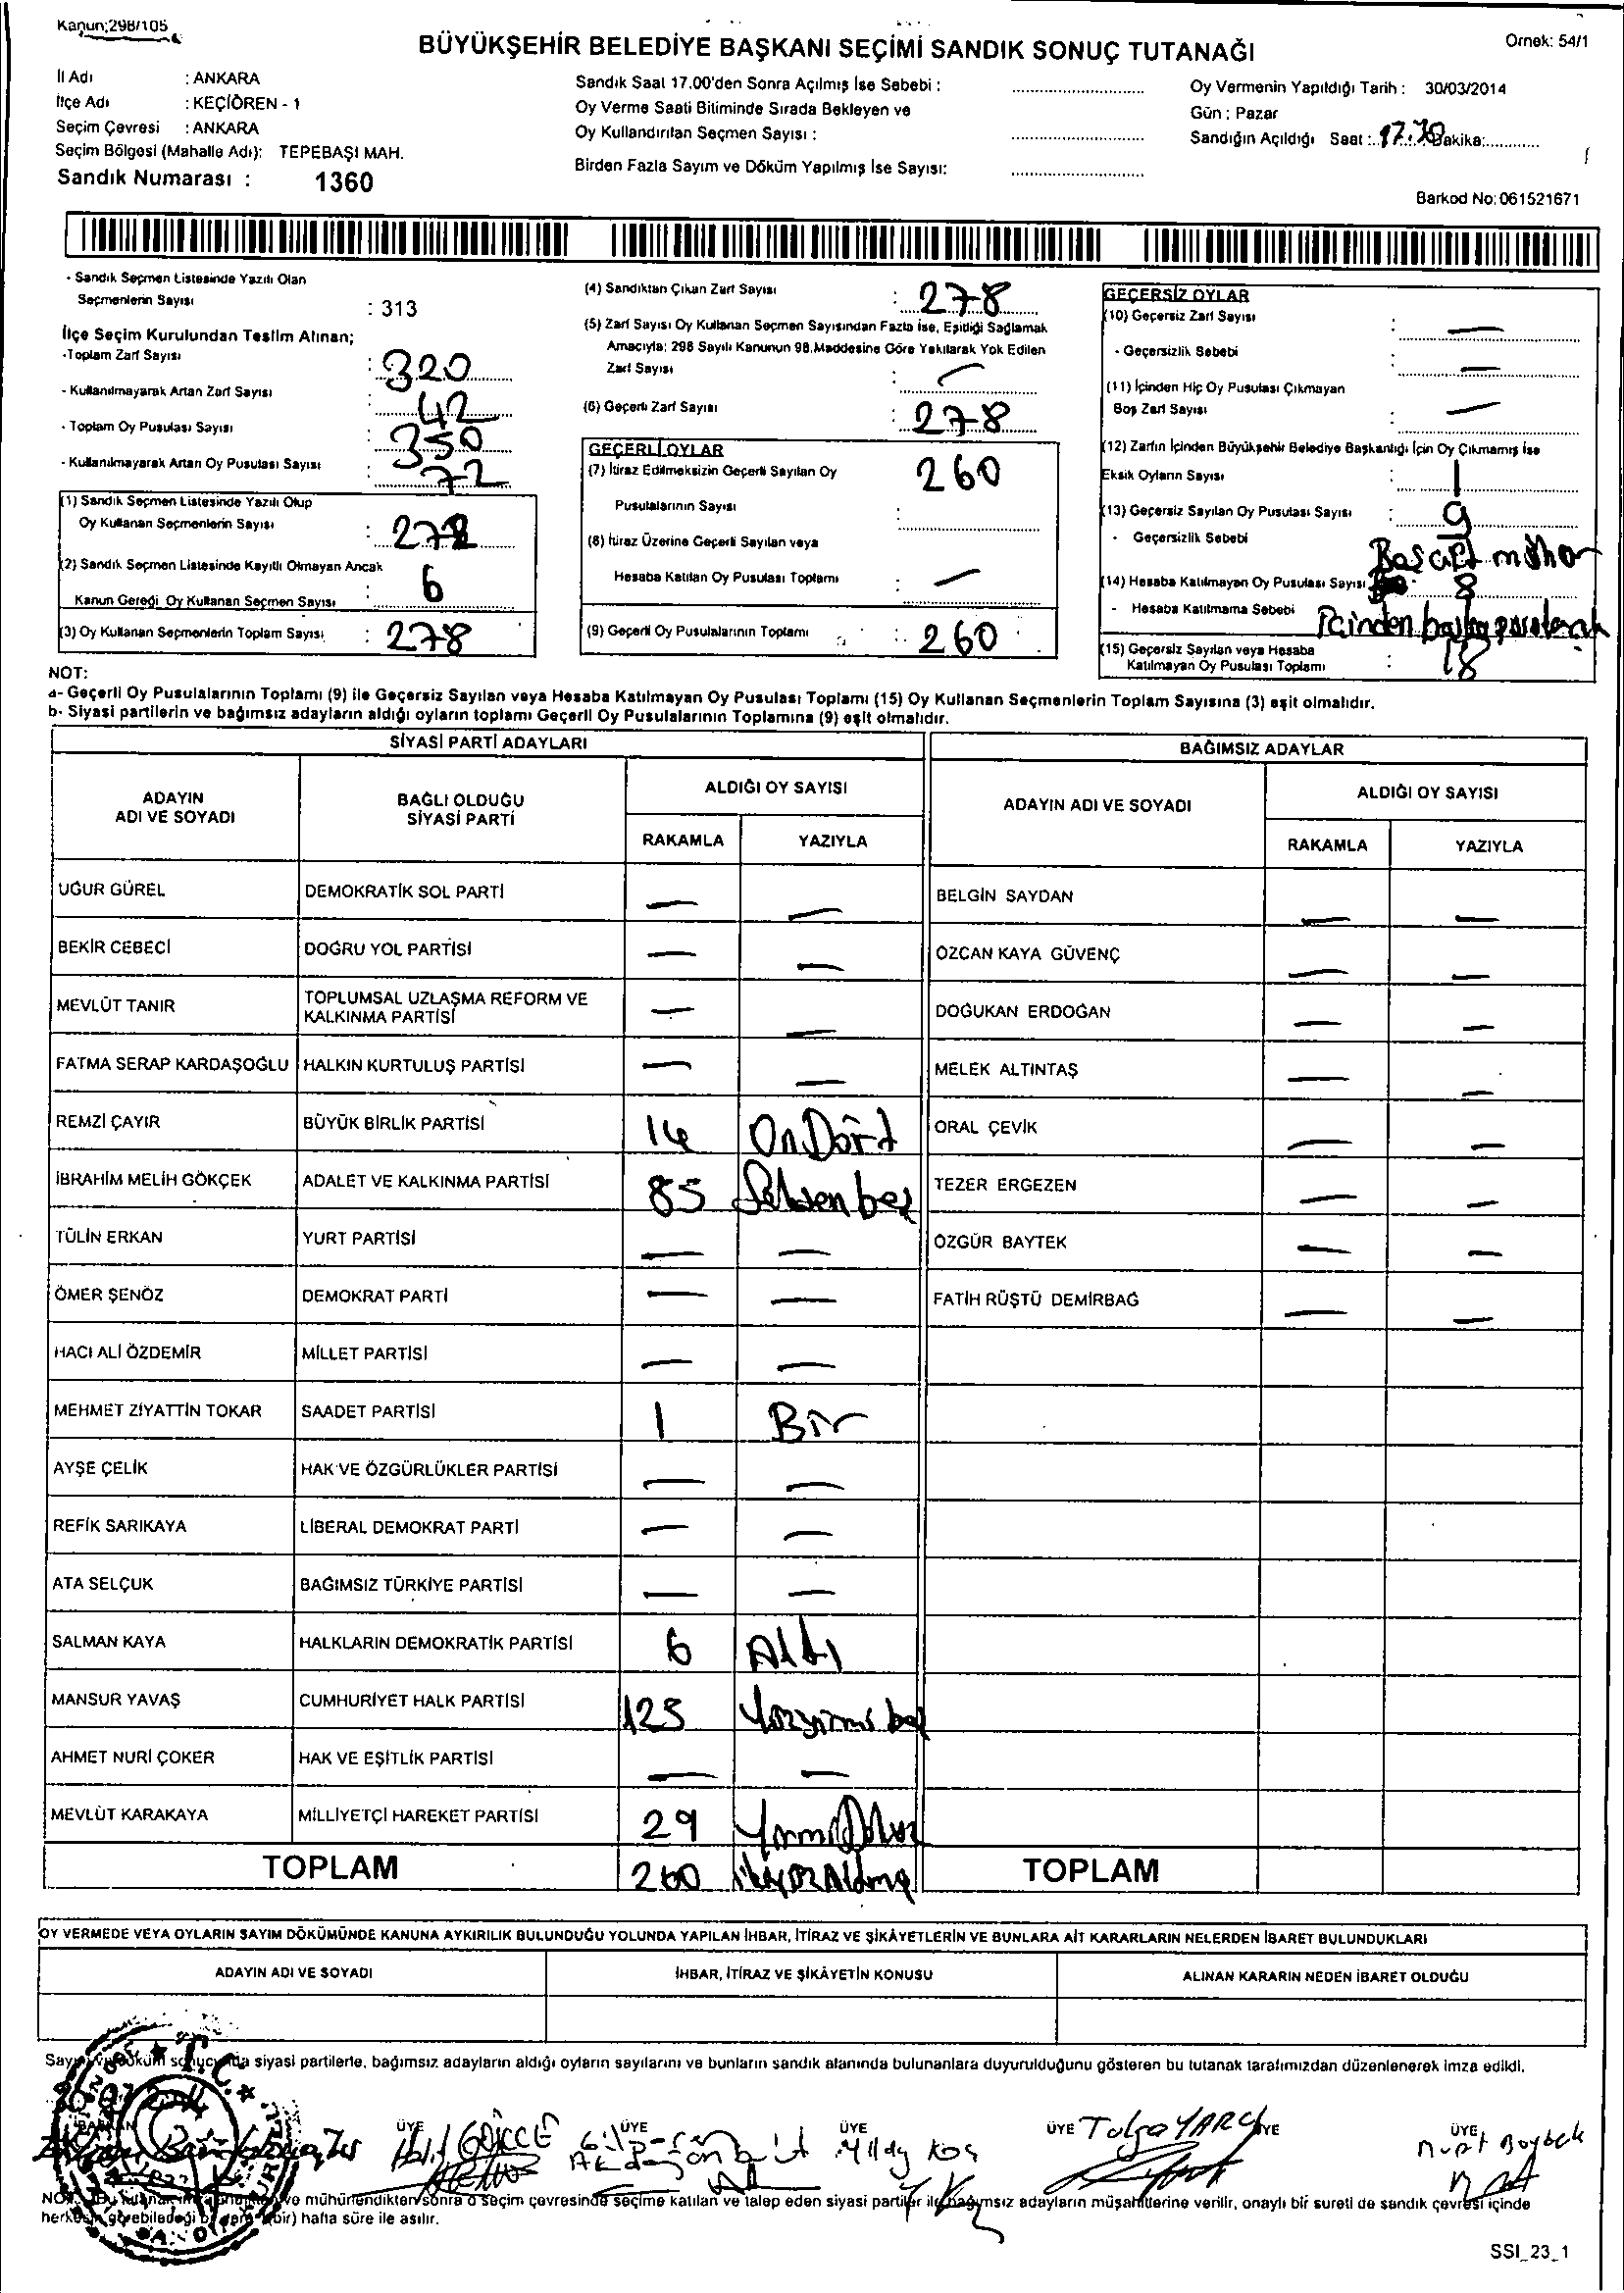 Kanun;298/105
Örnek: 54/1
BÜYÜKŞEHİR BELEDİYE BAŞKANI SEÇİMİ SANDIK SONUÇ TUTANAĞI
İl Adı : ANKARA
İlçe Adı : KEÇİÖREN - 1
Seçim Çevresi : ANKARA
Seçim Bölgesi (Mahalle Adı): TEPEBAŞI MAH.
Sandık Numarası : 1360
Sandık Saat 17.00'den Sonra Açılmış İse Sebebi :
Oy Verme Saati Bitiminde Sırada Bekleyen ve
Oy Kullandırılan Seçmen Sayısı :
Birden Fazla Sayım ve Döküm Yapılmış İse Sayısı:
Oy Vermenin Yapıldığı Tarih : 30/03/2014
Gün : Pazar
Sandığın Açıldığı Saat : 17.30 Dakika:
Barkod No: 061521671
- Sandık Seçmen Listesinde Yazılı Olan
Seçmenlerin Sayısı : 313
İlçe Seçim Kurulundan Teslim Alınan;
-Toplam Zarf Sayısı : 320
- Kullanılmayarak Artan Zarf Sayısı : 42
- Toplam Oy Pusulası Sayısı : 350
- Kullanılmayarak Artan Oy Pusulası Sayısı : 72
(1) Sandık Seçmen Listesinde Yazılı Olup
Oy Kullanan Seçmenlerin Sayısı :
(2) Sandık Seçmen Listesinde Kayıtlı Olmayan Ancak
Kanun Gereği Oy Kullanan Seçmen Sayısı : 6
(3) Oy Kullanan Seçmenlerin Toplam Sayısı : 278
(4) Sandıktan Çıkan Zarf Sayısı : 278
(5) Zarf Sayısı Oy Kullanan Seçmen Sayısından Fazla İse, Eşitliği Sağlamak
Amacıyla; 298 Sayılı Kanunun 98.Maddesine Göre Yakılarak Yok Edilen
Zarf Sayısı : —
(6) Geçerli Zarf Sayısı : 278
GEÇERLİ OYLAR
(7) İtiraz Edilmeksizin Geçerli Sayılan Oy 260
Pusulalarının Sayısı :
(8) İtiraz Üzerine Geçerli Sayılan veya
Hesaba Katılan Oy Pusulası Toplamı : —
(9) Geçerli Oy Pusulalarının Toplamı : 260
GEÇERSİZ OYLAR
(10) Geçersiz Zarf Sayısı : —
- Geçersizlik Sebebi : —
(11) İçinden Hiç Oy Pusulası Çıkmayan
Boş Zarf Sayısı : —
(12) Zarfın İçinden Büyükşehir Belediye Başkanlığı İçin Oy Çıkmamış İse
Eksik Oyların Sayısı : 1
(13) Geçersiz Sayılan Oy Pusulası Sayısı : 9
- Geçersizlik Sebebi
(14) Hesaba Katılmayan Oy Pusulası Sayısı : 8
- Hesaba Katılmama Sebebi
(15) Geçersiz Sayılan veya Hesaba
Katılmayan Oy Pusulası Toplamı : 18
NOT:
a- Geçerli Oy Pusulalarının Toplamı (9) ile Geçersiz Sayılan veya Hesaba Katılmayan Oy Pusulası Toplamı (15) Oy Kullanan Seçmenlerin Toplam Sayısına (3) eşit olmalıdır.
b- Siyasi partilerin ve bağımsız adayların aldığı oyların toplamı Geçerli Oy Pusulalarının Toplamına (9) eşit olmalıdır.
SİYASİ PARTİ ADAYLARI BAĞIMSIZ ADAYLAR
ADAYIN ADI VE SOYADI BAĞLI OLDUĞU SİYASİ PARTİ ALDIĞI OY SAYISI ADAYIN ADI VE SOYADI ALDIĞI OY SAYISI
RAKAMLA YAZIYLA RAKAMLA YAZIYLA
UĞUR GÜREL DEMOKRATİK SOL PARTİ — — BELGİN SAYDAN — —
BEKİR CEBECİ DOĞRU YOL PARTİSİ — — ÖZCAN KAYA GÜVENÇ — —
MEVLÜT TANIR TOPLUMSAL UZLAŞMA REFORM VE KALKINMA PARTİSİ — — DOĞUKAN ERDOĞAN — —
FATMA SERAP KARDAŞOĞLU HALKIN KURTULUŞ PARTİSİ — — MELEK ALTINTAŞ — —
REMZİ ÇAYIR BÜYÜK BİRLİK PARTİSİ 14 OnDört ORAL ÇEVİK — —
İBRAHİM MELİH GÖKÇEK ADALET VE KALKINMA PARTİSİ 85 Seksen beş TEZER ERGEZEN — —
TÜLİN ERKAN YURT PARTİSİ — — ÖZGÜR BAYTEK — —
ÖMER ŞENÖZ DEMOKRAT PARTİ — — FATİH RÜŞTÜ DEMİRBAĞ — —
HACI ALİ ÖZDEMİR MİLLET PARTİSİ — —
MEHMET ZİYATTİN TOKAR SAADET PARTİSİ 1 Bir
AYŞE ÇELİK HAK VE ÖZGÜRLÜKLER PARTİSİ — —
REFİK SARIKAYA LİBERAL DEMOKRAT PARTİ — —
ATA SELÇUK BAĞIMSIZ TÜRKİYE PARTİSİ — —
SALMAN KAYA HALKLARIN DEMOKRATİK PARTİSİ 6 Altı
MANSUR YAVAŞ CUMHURİYET HALK PARTİSİ 125
AHMET NURİ ÇOKER HAK VE EŞİTLİK PARTİSİ — —
MEVLÜT KARAKAYA MİLLİYETÇİ HAREKET PARTİSİ 29
TOPLAM 260 TOPLAM
OY VERMEDE VEYA OYLARIN SAYIM DÖKÜMÜNDE KANUNA AYKIRILIK BULUNDUĞU YOLUNDA YAPILAN İHBAR, İTİRAZ VE ŞİKÂYETLERİN VE BUNLARA AİT KARARLARIN NELERDEN İBARET BULUNDUKLARI
ADAYIN ADI VE SOYADI İHBAR, İTİRAZ VE ŞİKÂYETİN KONUSU ALINAN KARARIN NEDEN İBARET OLDUĞU
Sayım ve döküm sonucunda siyasi partilerle, bağımsız adayların aldığı oyların sayılarını ve bunların sandık alanında bulunanlara duyurulduğunu gösteren bu tutanak tarafımızdan düzenlenerek imza edildi.
T.C.
BAŞKAN ÜYE ÜYE ÜYE ÜYE ÜYE ÜYE
Halil GÖKCE Yıldız Koş Tolga
NOT: Bu tutanak imzalandıktan ve mühürlendikten sonra o seçim çevresinde seçime katılan ve talep eden siyasi partiler ile bağımsız adayların müşahitlerine verilir, onaylı bir sureti de sandık çevresi içinde
herkesin görebileceği bir yere (bir) hafta süre ile asılır.
SSI_23_1